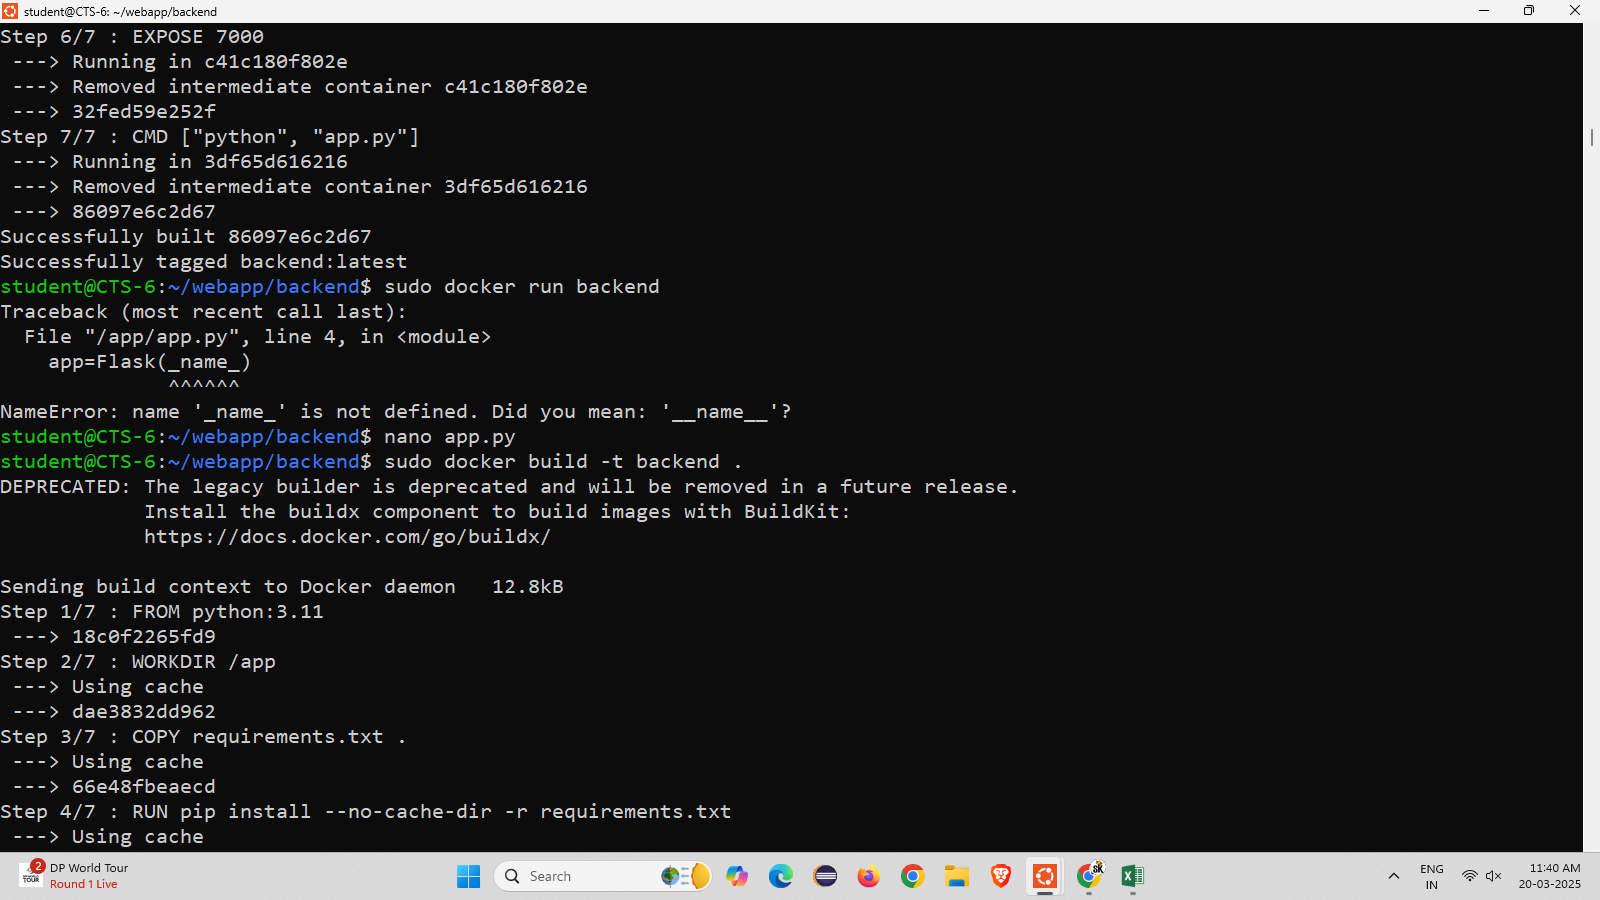 student@CTS-6: ~/webapp/backend
Step 6/7 : EXPOSE 7000
 ---> Running in c41c180f802e
 ---> Removed intermediate container c41c180f802e
 ---> 32fed59e252f
Step 7/7 : CMD ["python", "app.py"]
 ---> Running in 3df65d616216
 ---> Removed intermediate container 3df65d616216
 ---> 86097e6c2d67
Successfully built 86097e6c2d67
Successfully tagged backend:latest
student@CTS-6:~/webapp/backend$ sudo docker run backend
Traceback (most recent call last):
  File "/app/app.py", line 4, in <module>
    app=Flask(_name_)
              ^^^^^^
NameError: name '_name_' is not defined. Did you mean: '__name__'?
student@CTS-6:~/webapp/backend$ nano app.py
student@CTS-6:~/webapp/backend$ sudo docker build -t backend .
DEPRECATED: The legacy builder is deprecated and will be removed in a future release.
            Install the buildx component to build images with BuildKit:
            https://docs.docker.com/go/buildx/
Sending build context to Docker daemon   12.8kB
Step 1/7 : FROM python:3.11
 ---> 18c0f2265fd9
Step 2/7 : WORKDIR /app
 ---> Using cache
 ---> dae3832dd962
Step 3/7 : COPY requirements.txt .
 ---> Using cache
 ---> 66e48fbeaecd
Step 4/7 : RUN pip install --no-cache-dir -r requirements.txt
 ---> Using cache
2
DP World Tour
Round 1 Live
Search
SK
ENG
IN
11:40 AM
20-03-2025